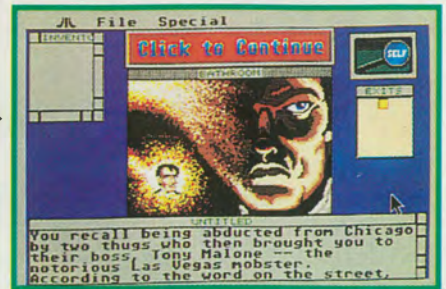 File Special
INVENTO
Click to Continue
SELF
BATHROOM
EXITS
UNTITLED
You recall being abducted from Chicago
by two thugs who then brought you to
their boss, Tony Malone -- the
notorious Las Vegas mobster.
According to the word on the street,